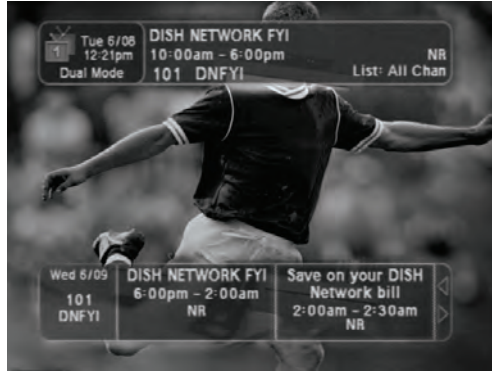 1
Tue 6/08
12:21pm
Dual Mode
DISH NETWORK FYI
10:00am - 6:00pm
NR
101 DNFYI
List: All Chan
Wed 6/09
101
DNFYI
DISH NETWORK FYI
6:00pm - 2:00am
NR
Save on your DISH
Network bill
2:00am - 2:30am
NR